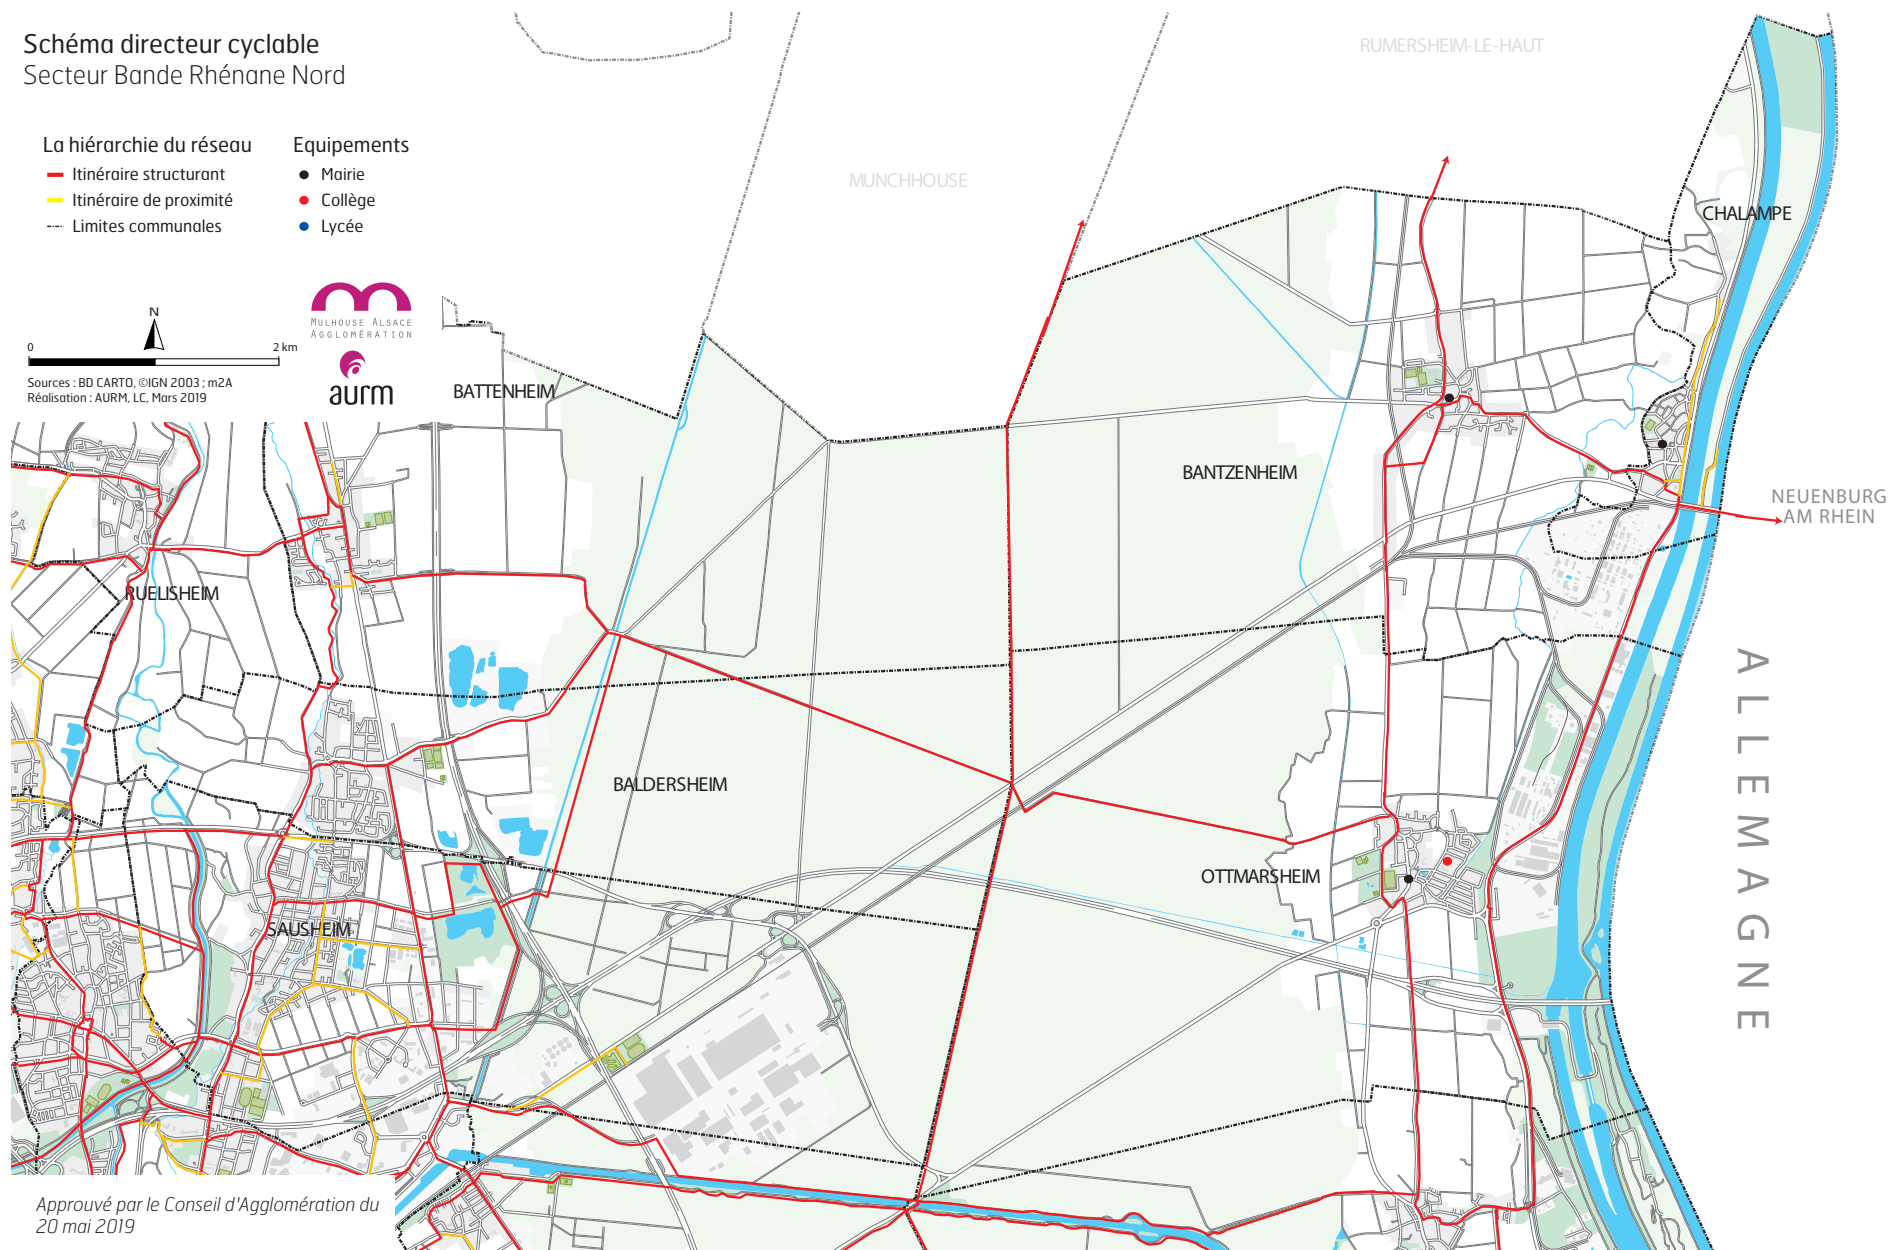 Schéma directeur cyclable
Secteur Bande Rhénane Nord
La hiérarchie du réseau
Itinéraire structurant
Itinéraire de proximité
Limites communales
Equipements
Mairie
Collège
Lycée
N
0
2 km
Sources : BD CARTO, ©IGN 2003 ; m2A
Réalisation : AURM, LC, Mars 2019
MULHOUSE ALSACE
AGGLOMÉRATION
aurm
RUMERSHEIM-LE-HAUT
MUNCHHOUSE
CHALAMPE
BATTENHEIM
BANTZENHEIM
NEUENBURG
AM RHEIN
RUELISHEIM
BALDERSHEIM
OTTMARSHEIM
SAUSHEIM
ALLEMAGNE
Approuvé par le Conseil d'Agglomération du
20 mai 2019